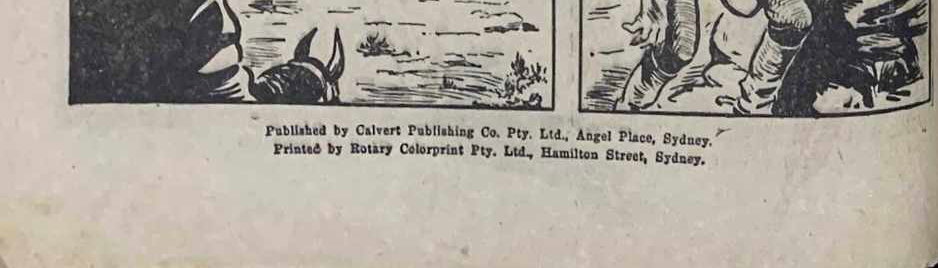 Published by Calvert Publishing Co. Pty. Ltd., Angel Place, Sydney.
Printed by Rotary Colorprint Pty. Ltd., Hamilton Street, Sydney.